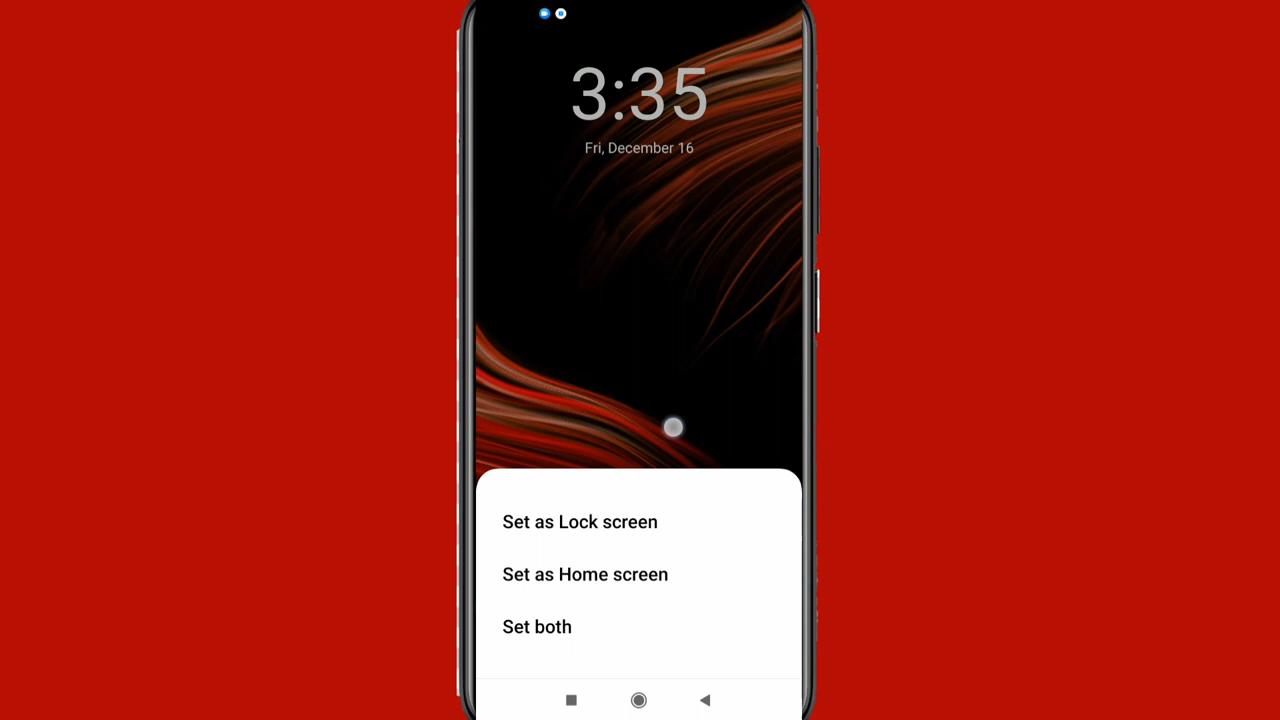 3:35
Fri, December 16
Set as Lock screen
Set as Home screen
Set both